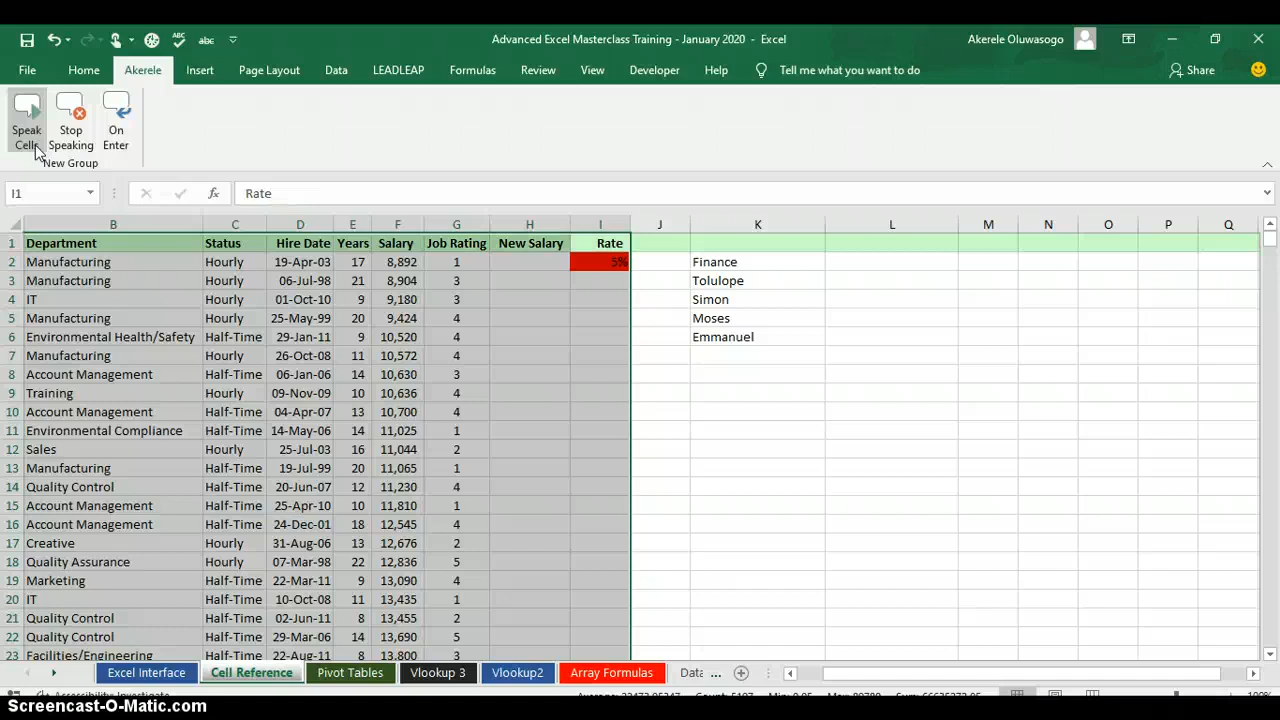 Advanced Excel Masterclass Training - January 2020 - Excel
Akerele Oluwasogo
File Home Akerele Insert Page Layout Data LEADLEAP Formulas Review View Developer Help Tell me what you want to do Share
Speak Cells
Stop Speaking
On Enter
New Group
I1 fx Rate
B C D E F G H I J K L M N O P Q
1 Department Status Hire Date Years Salary Job Rating New Salary Rate
2 Manufacturing Hourly 19-Apr-03 17 8,892 1 5% Finance
3 Manufacturing Hourly 06-Jul-98 21 8,904 3 Tolulope
4 IT Hourly 01-Oct-10 9 9,180 3 Simon
5 Manufacturing Hourly 25-May-99 20 9,424 4 Moses
6 Environmental Health/Safety Half-Time 29-Jan-11 9 10,520 4 Emmanuel
7 Manufacturing Hourly 26-Oct-08 11 10,572 4
8 Account Management Half-Time 06-Jan-06 14 10,630 3
9 Training Hourly 09-Nov-09 10 10,636 4
10 Account Management Half-Time 04-Apr-07 13 10,700 4
11 Environmental Compliance Half-Time 14-May-06 14 11,025 1
12 Sales Hourly 25-Jul-03 16 11,044 2
13 Manufacturing Half-Time 19-Jul-99 20 11,065 1
14 Quality Control Half-Time 20-Jun-07 12 11,230 4
15 Account Management Half-Time 25-Apr-10 10 11,810 1
16 Account Management Half-Time 24-Dec-01 18 12,545 4
17 Creative Hourly 31-Aug-06 13 12,676 2
18 Quality Assurance Hourly 07-Mar-98 22 12,836 5
19 Marketing Half-Time 22-Mar-11 9 13,090 4
20 IT Half-Time 10-Oct-08 11 13,435 1
21 Quality Control Half-Time 02-Jun-11 8 13,455 2
22 Quality Control Half-Time 29-Mar-06 14 13,690 5
23 Facilities/Engineering Half-Time 22-Aug-11 8 13,800 3
Excel Interface Cell Reference Pivot Tables Vlookup 3 Vlookup2 Array Formulas Data ...
Screencast-O-Matic.com